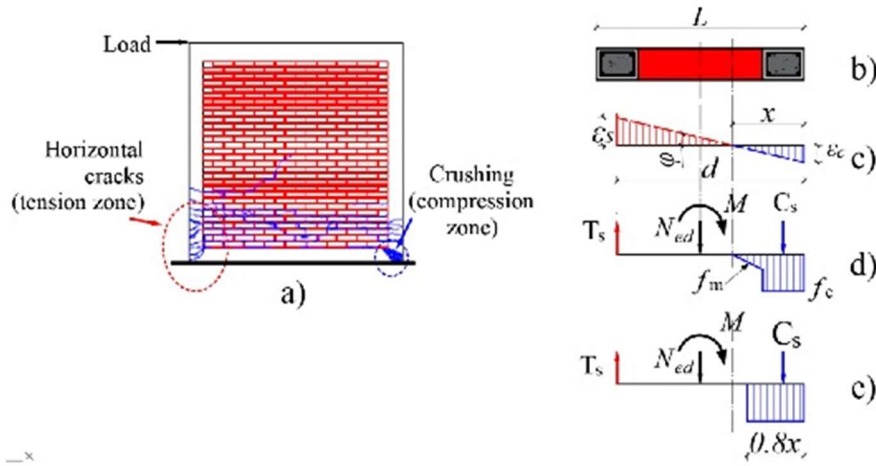 Load
Horizontal
cracks
(tension zone)
Crushing
(compression
zone)
a)
L
b)
x
εs
φ
εc
c)
d
M
Cs
Ts
Ned
fm
fc
d)
M
Cs
Ts
Ned
e)
0.8x